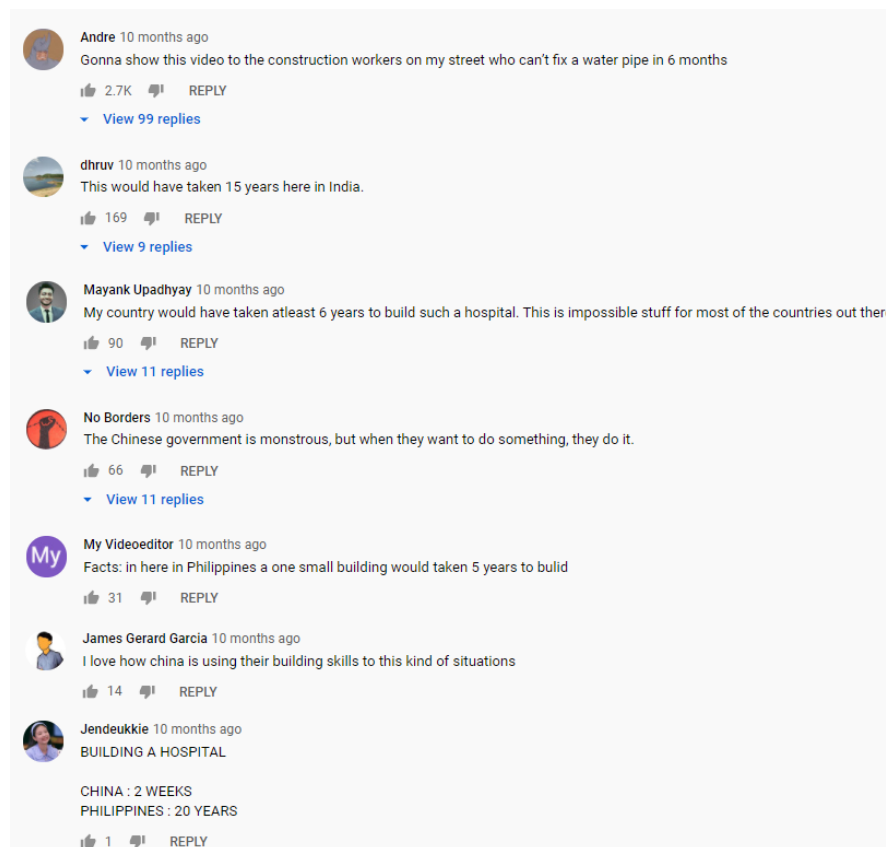 Andre 10 months ago
Gonna show this video to the construction workers on my street who can't fix a water pipe in 6 months
2.7K REPLY
View 99 replies
dhruv 10 months ago
This would have taken 15 years here in India.
169 REPLY
View 9 replies
Mayank Upadhyay 10 months ago
My country would have taken atleast 6 years to build such a hospital. This is impossible stuff for most of the countries out ther
90 REPLY
View 11 replies
No Borders 10 months ago
The Chinese government is monstrous, but when they want to do something, they do it.
66 REPLY
View 11 replies
My
My Videoeditor 10 months ago
Facts: in here in Philippines a one small building would taken 5 years to bulid
31 REPLY
James Gerard Garcia 10 months ago
I love how china is using their building skills to this kind of situations
14 REPLY
Jendeukkie 10 months ago
BUILDING A HOSPITAL
CHINA : 2 WEEKS
PHILIPPINES : 20 YEARS
1 REPLY